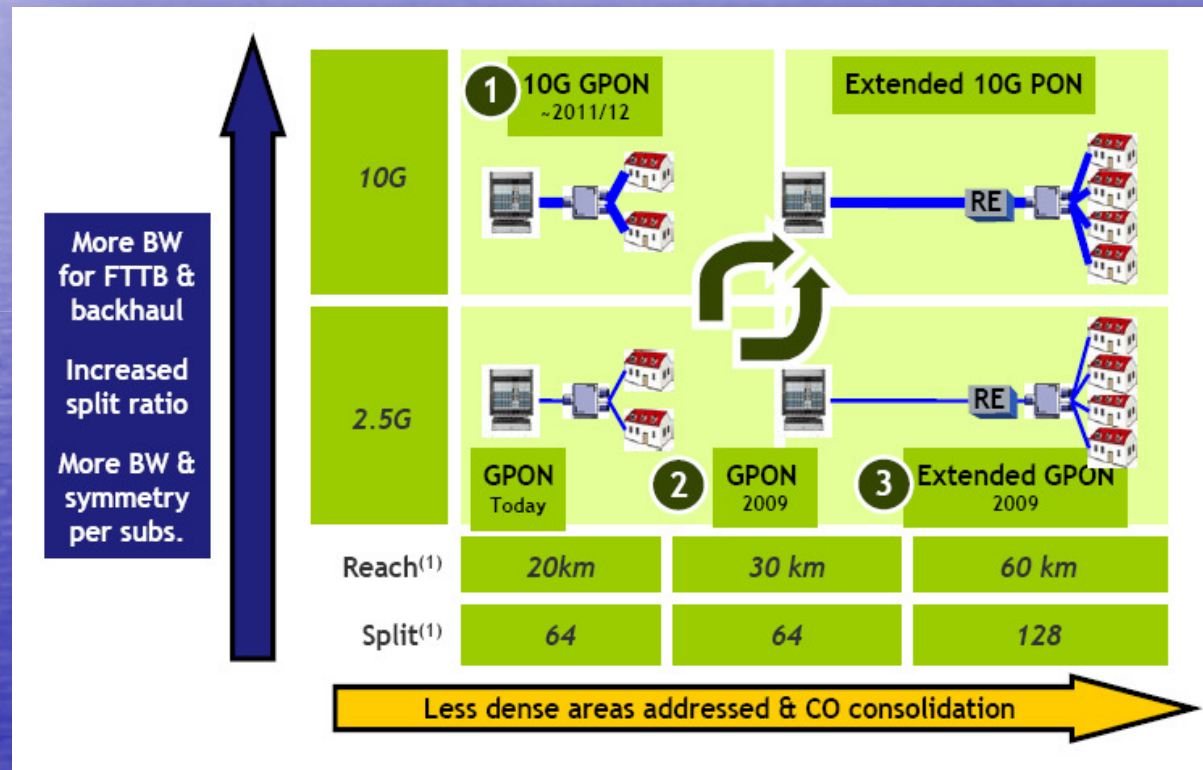 More BW
for FTTB &
backhaul
Increased
split ratio
More BW &
symmetry
per subs.
10G
1
10G GPON
~2011/12
Extended 10G PON
RE
2.5G
RE
GPON
Today
2
GPON
2009
3
Extended GPON
2009
Reach(1)
20km
30 km
60 km
Split(1)
64
64
128
Less dense areas addressed & CO consolidation